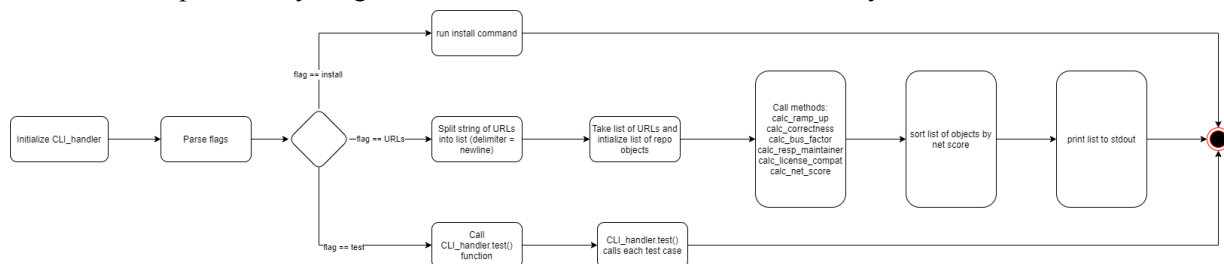 run install command
flag == install
Initialize CLI_handler
Parse flags
flag == URLs
Split string of URLs
into list (delimiter =
newline)
Take list of URLs and
intialize list of repo
objects
Call methods:
calc_ramp_up
calc_correctness
calc_bus_factor
calc_resp_maintainer
calc_license_compat
calc_net_score
sort list of objects by
net score
print list to stdout
flag == test
Call
CLI_handler.test()
function
CLI_handler.test()
calls each test case